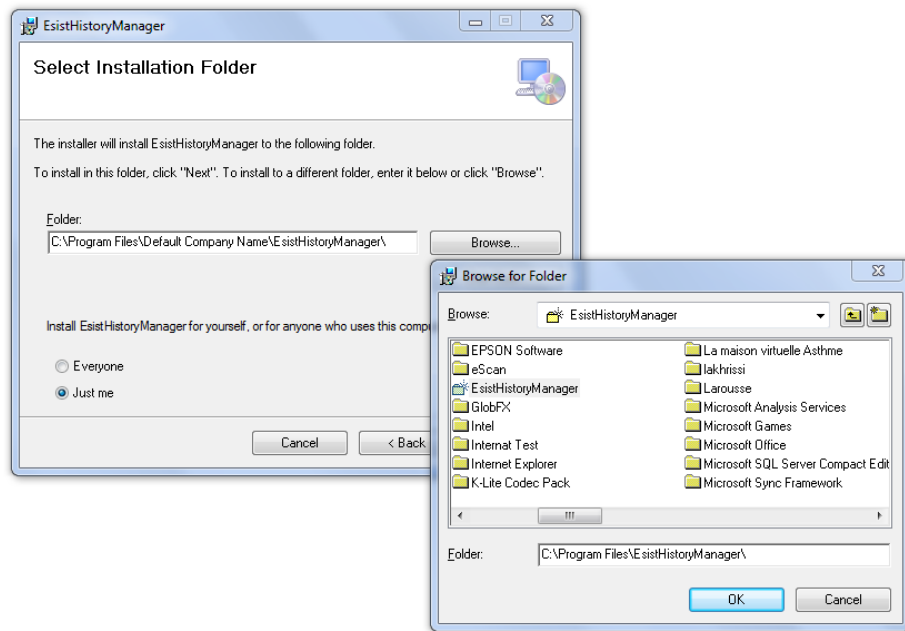 EsistHistoryManager
Select Installation Folder
The installer will install EsistHistoryManager to the following folder.
To install in this folder, click "Next". To install to a different folder, enter it below or click "Browse".
Folder:
C:\Program Files\Default Company Name\EsistHistoryManager\
Browse...
Install EsistHistoryManager for yourself, or for anyone who uses this compu
Everyone
Just me
Cancel
< Back
Browse for Folder
Browse:
EsistHistoryManager
EPSON Software
eScan
EsistHistoryManager
GlobFX
Intel
Internat Test
Internet Explorer
K-Lite Codec Pack
La maison virtuelle Asthme
lakhrissi
Larousse
Microsoft Analysis Services
Microsoft Games
Microsoft Office
Microsoft SQL Server Compact Edit
Microsoft Sync Framework
Folder:
C:\Program Files\EsistHistoryManager\
OK
Cancel